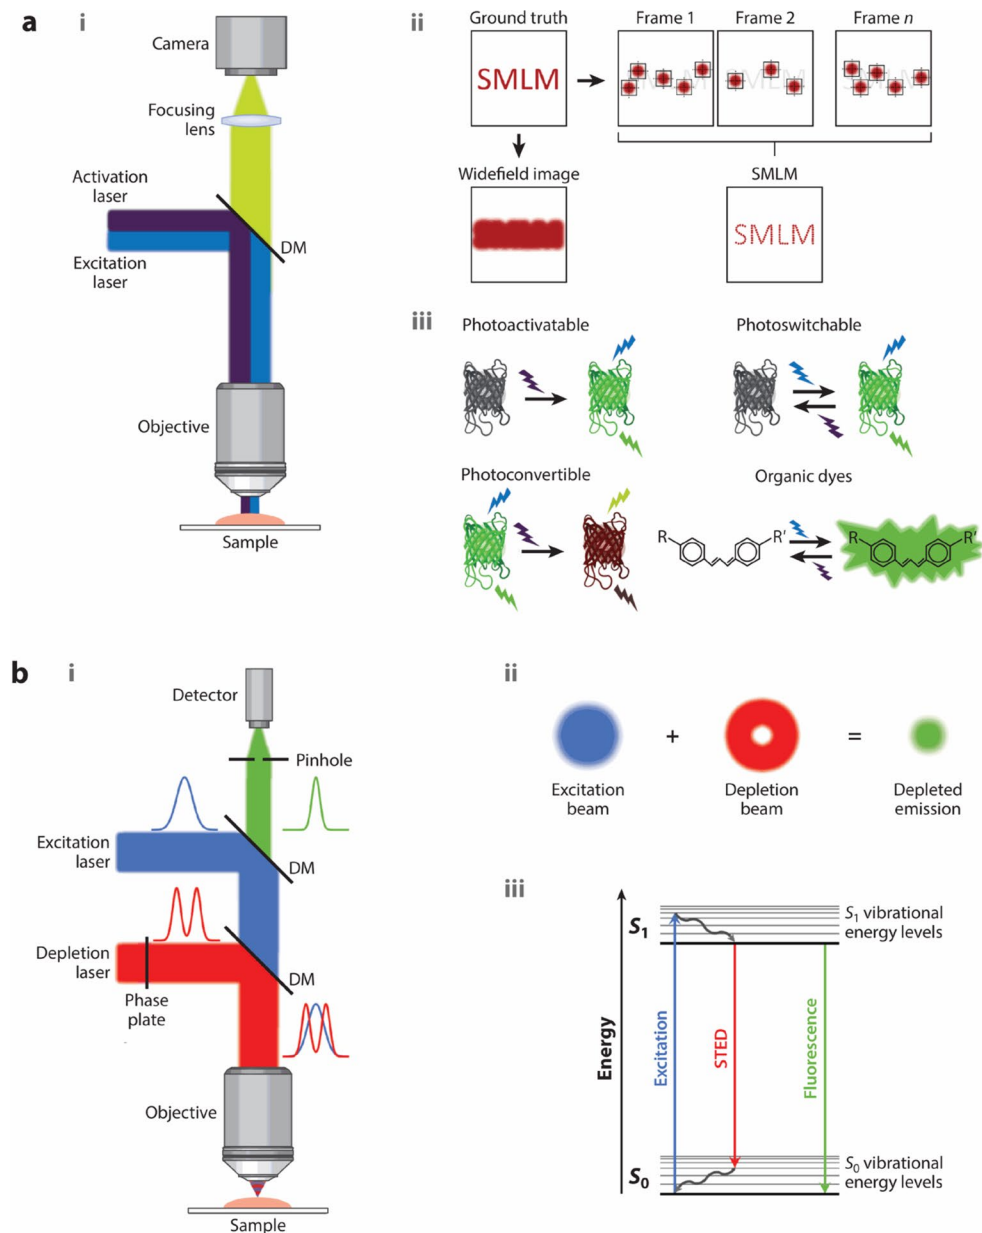 a
i
Camera
Focusing
lens
Activation
laser
Excitation
laser
DM
Objective
Sample
ii
Ground truth
Frame 1
Frame 2
Frame n
SMLM
SMLM
SMLM
SMLM
Widefield image
SMLM
SMLM
iii
Photoactivatable
Photoswitchable
Photoconvertible
Organic dyes
R
R'
R
R'
b
i
Detector
Pinhole
Excitation
laser
DM
Depletion
laser
DM
Phase
plate
Objective
Sample
ii
+
=
Excitation
beam
Depletion
beam
Depleted
emission
iii
Energy
S1
S1 vibrational
energy levels
Excitation
STED
Fluorescence
S0
S0 vibrational
energy levels